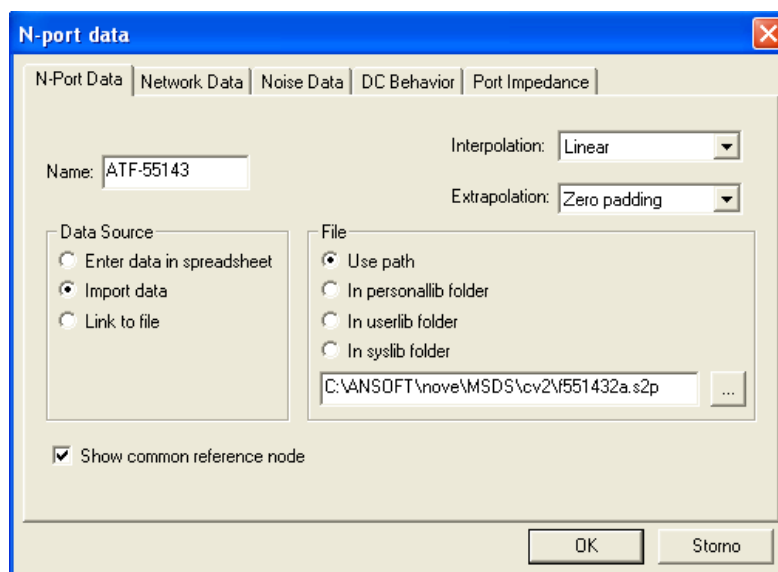 N-port data
N-Port Data Network Data Noise Data DC Behavior Port Impedance
Interpolation: Linear
Name: ATF-55143
Extrapolation: Zero padding
Data Source
Enter data in spreadsheet
Import data
Link to file
File
Use path
In personallib folder
In userlib folder
In syslib folder
C:\ANSOFT\nove\MSDS\cv2\f551432a.s2p ...
Show common reference node
OK Storno